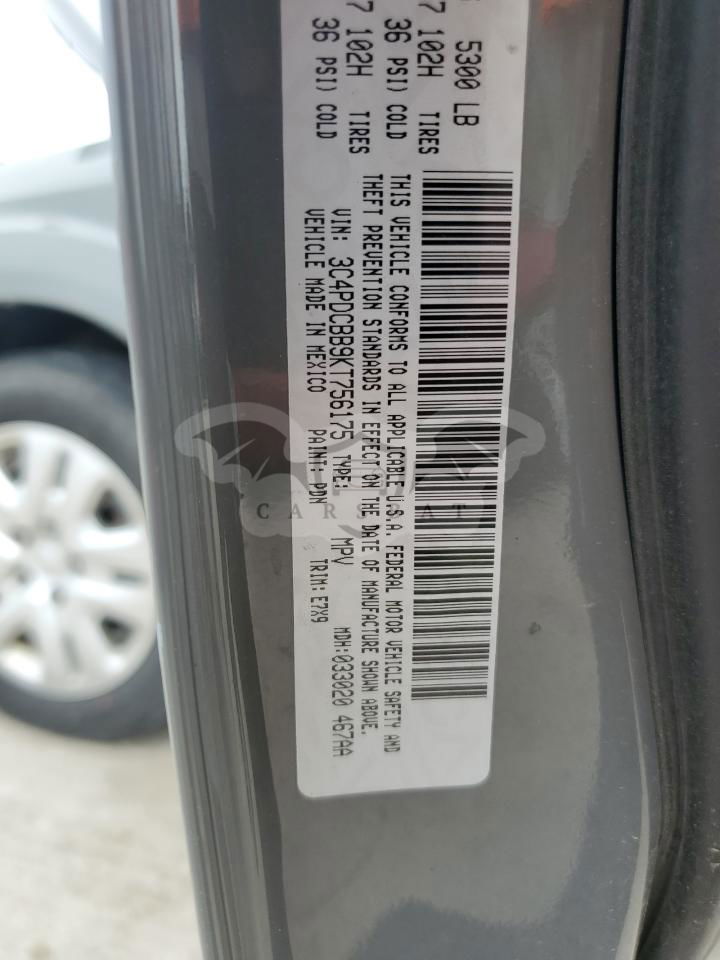 5300 LB
7 102H TIRES
36 PSI) COLD
7 102H TIRES
36 PSI) COLD
THIS VEHICLE CONFORMS TO ALL APPLICABLE U.S.A. FEDERAL MOTOR VEHICLE SAFETY AND
THEFT PREVENTION STANDARDS IN EFFECT ON THE DATE OF MANUFACTURE SHOWN ABOVE.
VIN: 3C4PDCBB9KT756175 TYPE: MPV MDH:033020 467AA
VEHICLE MADE IN MEXICO PAINT: PDN TRIM: E7X9
CARSBAT